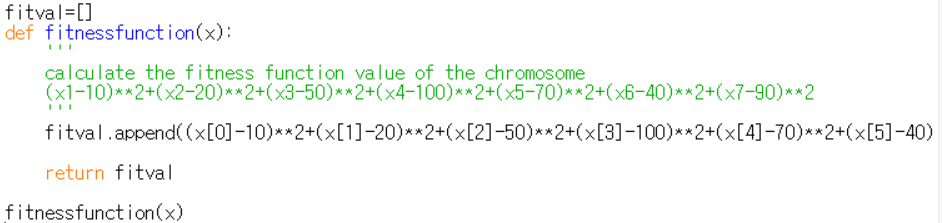 fitval=[]
def fitnessfunction(x):
    '''
    calculate the fitness function value of the chromosome
    (x1-10)**2+(x2-20)**2+(x3-50)**2+(x4-100)**2+(x5-70)**2+(x6-40)**2+(x7-90)**2
    '''
    fitval.append((x[0]-10)**2+(x[1]-20)**2+(x[2]-50)**2+(x[3]-100)**2+(x[4]-70)**2+(x[5]-40)
    return fitval
fitnessfunction(x)